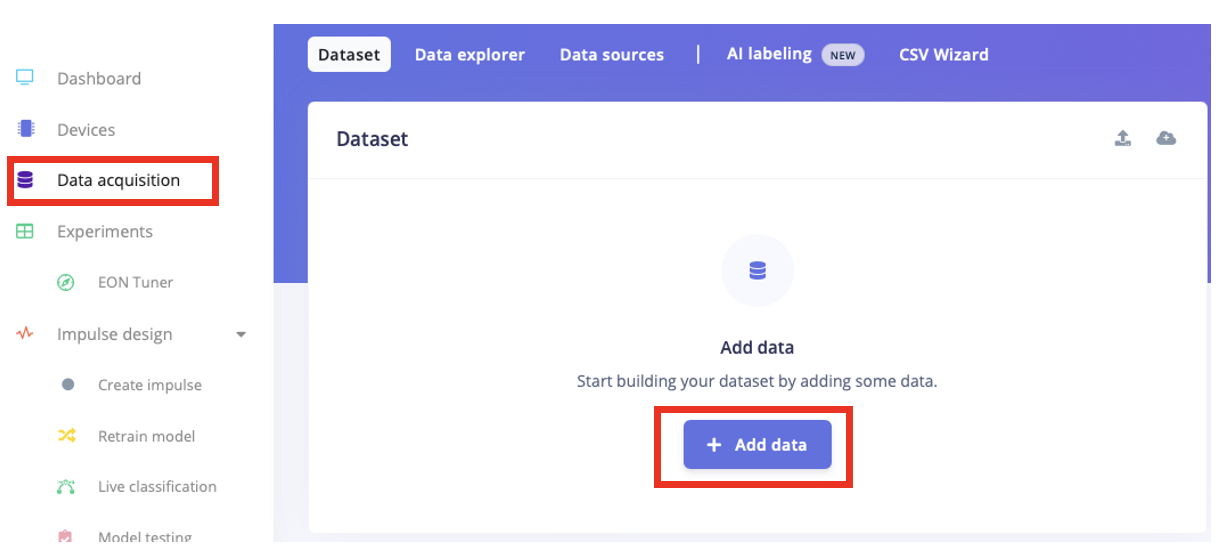 Dashboard
Devices
Data acquisition
Experiments
EON Tuner
Impulse design
Create impulse
Retrain model
Live classification
Model testing
Dataset Data explorer Data sources | AI labeling NEW CSV Wizard
Dataset
Add data
Start building your dataset by adding some data.
+ Add data